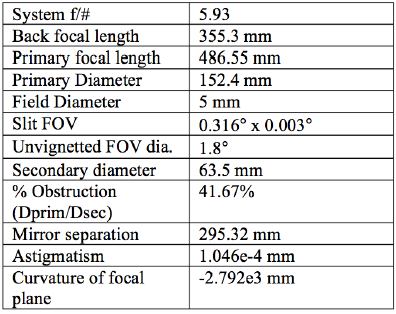 System f/# 5.93
Back focal length 355.3 mm
Primary focal length 486.55 mm
Primary Diameter 152.4 mm
Field Diameter 5 mm
Slit FOV 0.316° x 0.003°
Unvignetted FOV dia. 1.8°
Secondary diameter 63.5 mm
% Obstruction 41.67%
(Dprim/Dsec)
Mirror separation 295.32 mm
Astigmatism 1.046e-4 mm
Curvature of focal -2.792e3 mm
plane